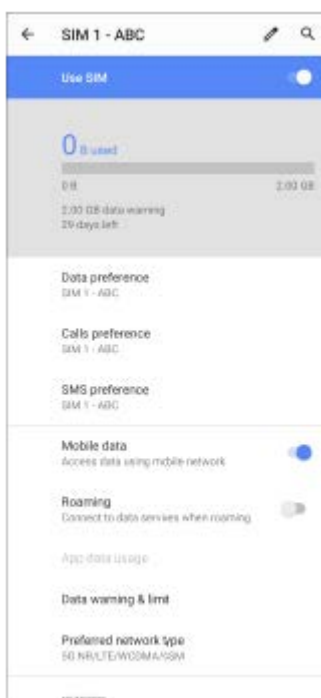 SIM 1 - ABC
Use SIM
0 B used
0 B 2.00 GB
2.00 GB data warning
29 days left
Data preference
SIM 1 - ABC
Calls preference
SIM 1 - ABC
SMS preference
SIM 1 - ABC
Mobile data
Access data using mobile network
Roaming
Connect to data services when roaming
App data usage
Data warning & limit
Preferred network type
5G NR/LTE/WCDMA/GSM